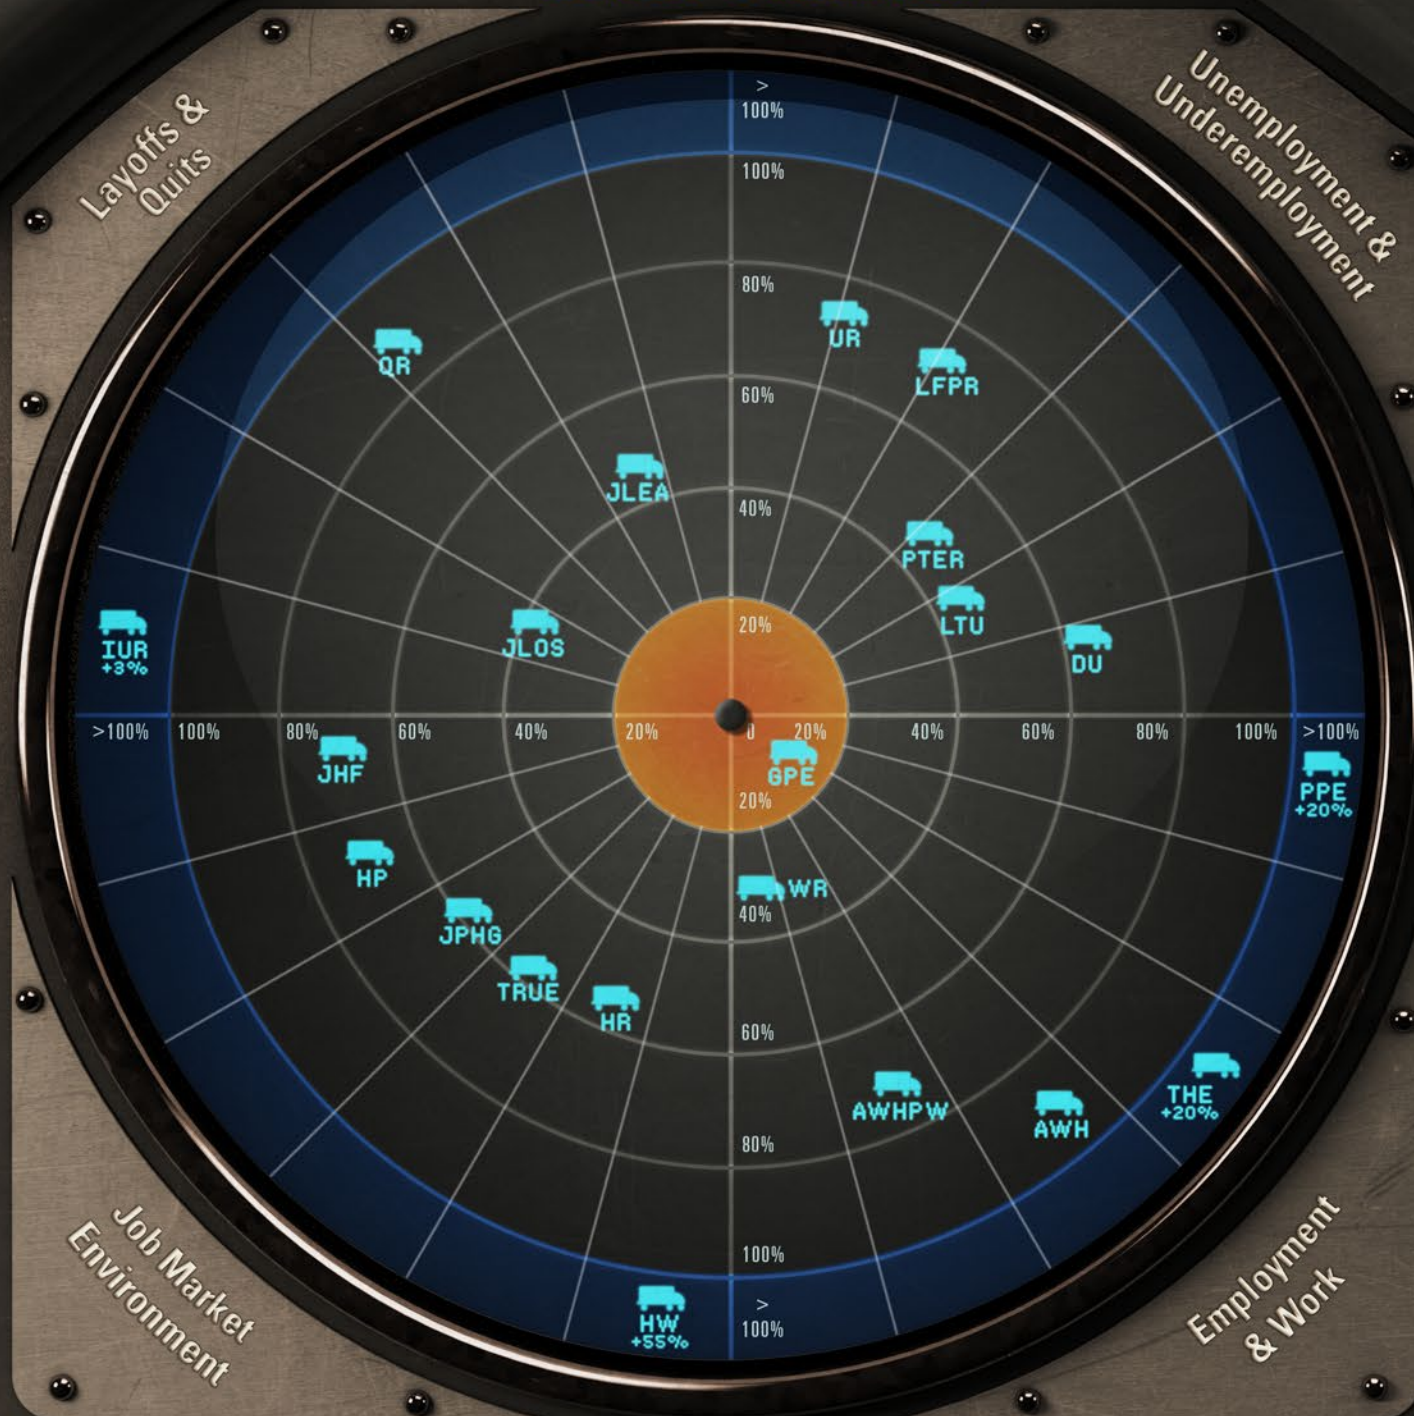 Layoffs &
Quits
Unemployment &
Underemployment
>
100%
100%
80%
60%
40%
20%
QR
UR
LFPR
JLEA
PTER
LTU
JLOS
DU
IUR
+3%
>100%
100%
80%
60%
40%
20%
0
20%
40%
60%
80%
100%
>100%
JHF
GPE
PPE
+20%
20%
HP
WR
40%
JPHG
TRUE
HR
60%
AWHPW
AWH
THE
+20%
80%
100%
HW
+55%
>
100%
Job Market
Environment
Employment
& Work